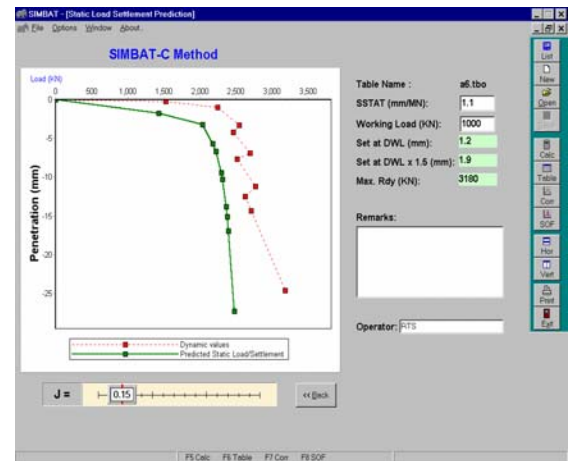 SIMBAT - [Static Load Settlement Prediction]
File Options Window About..
SIMBAT-C Method
Load (KN)
0 500 1,000 1,500 2,000 2,500 3,000 3,500
0
-5
-10
-15
-20
-25
Penetration (mm)
Dynamic values
Predicted Static Load/Settlement
J = 0.15
<< Back
Table Name : a6.tbo
SSTAT (mm/MN): 1.1
Working Load (KN): 1000
Set at DWL (mm): 1.2
Set at DWL x 1.5 (mm): 1.9
Max. Rdy (KN): 3180
Remarks:
Operator: RTS
List
New
Open
Calc
Table
Corr
SOF
Hor
Vert
Print
Exit
F5 Calc F6 Table F7 Corr F8 SOF